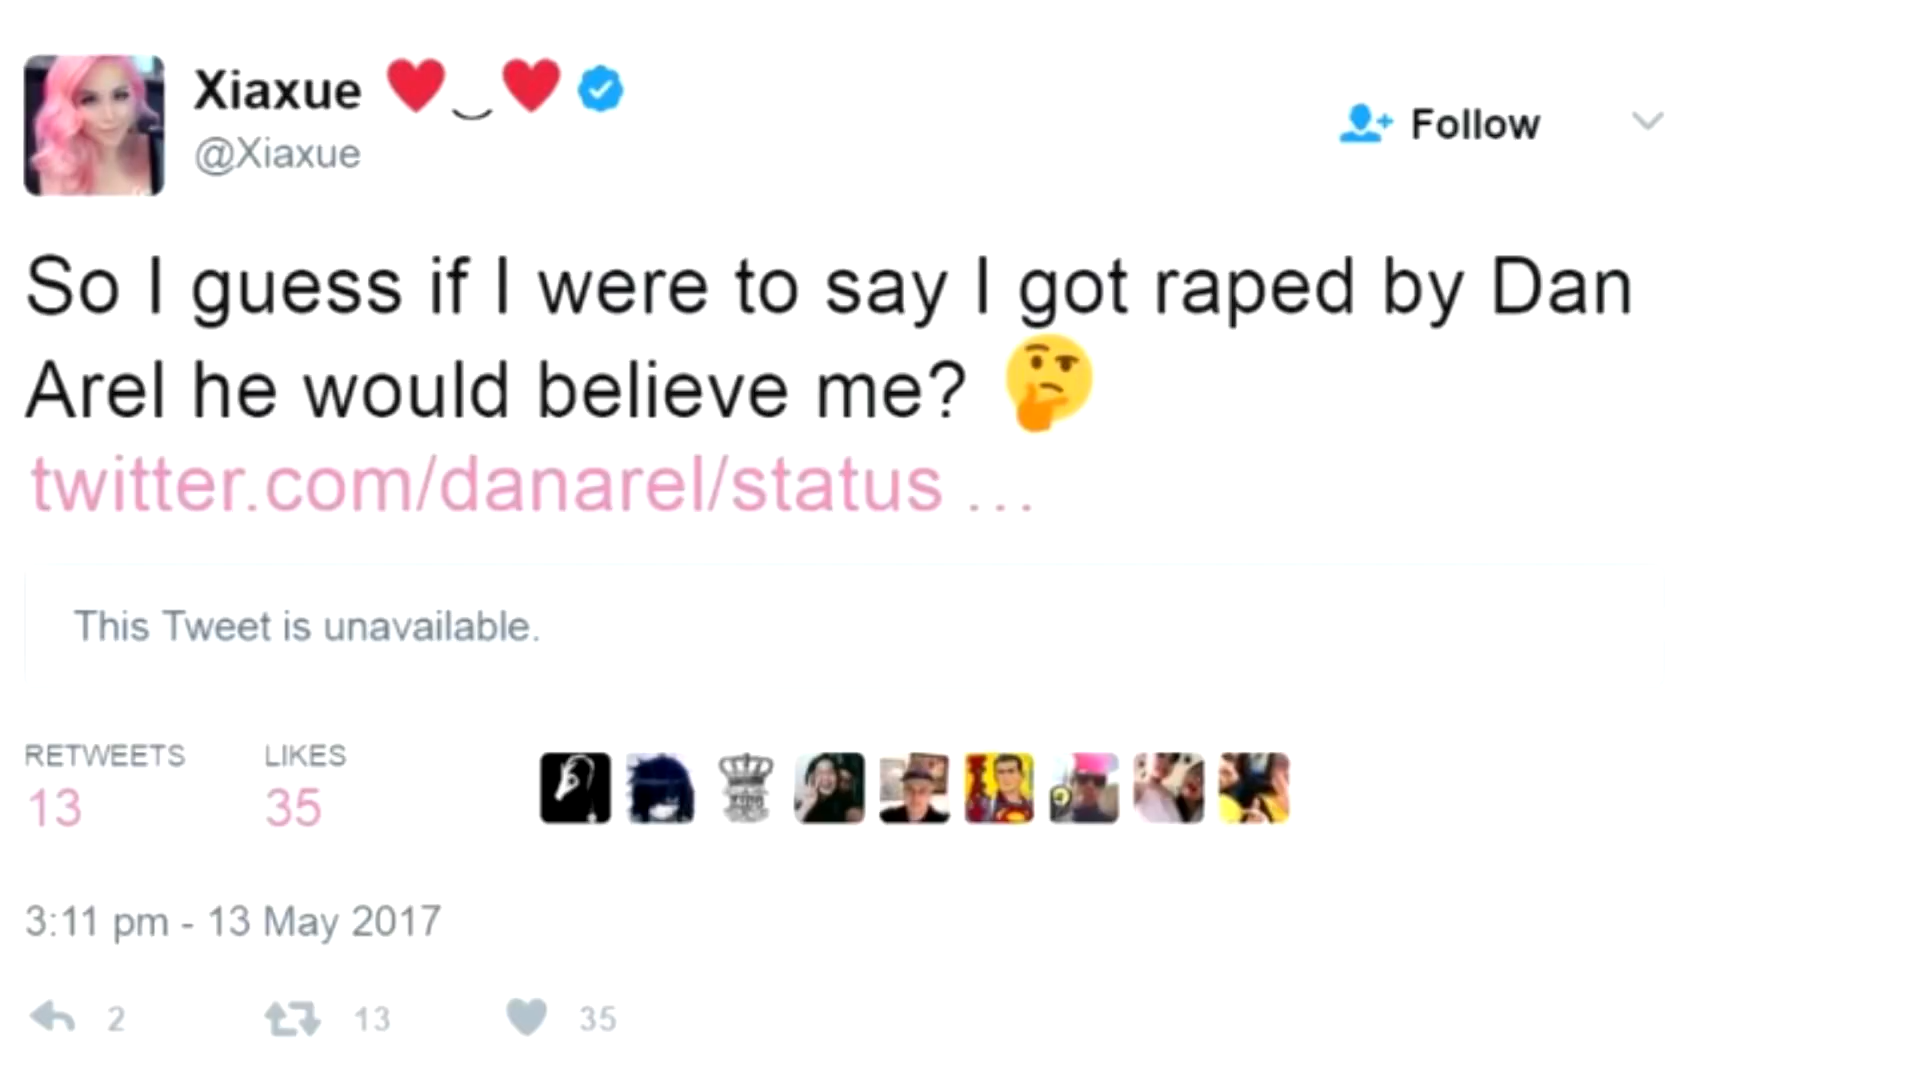 Xiaxue ♥‿♥
@Xiaxue
Follow
So I guess if I were to say I got raped by Dan
Arel he would believe me? 🤔
twitter.com/danarel/status …
This Tweet is unavailable.
RETWEETS LIKES
13 35
3:11 pm - 13 May 2017
2 13 35